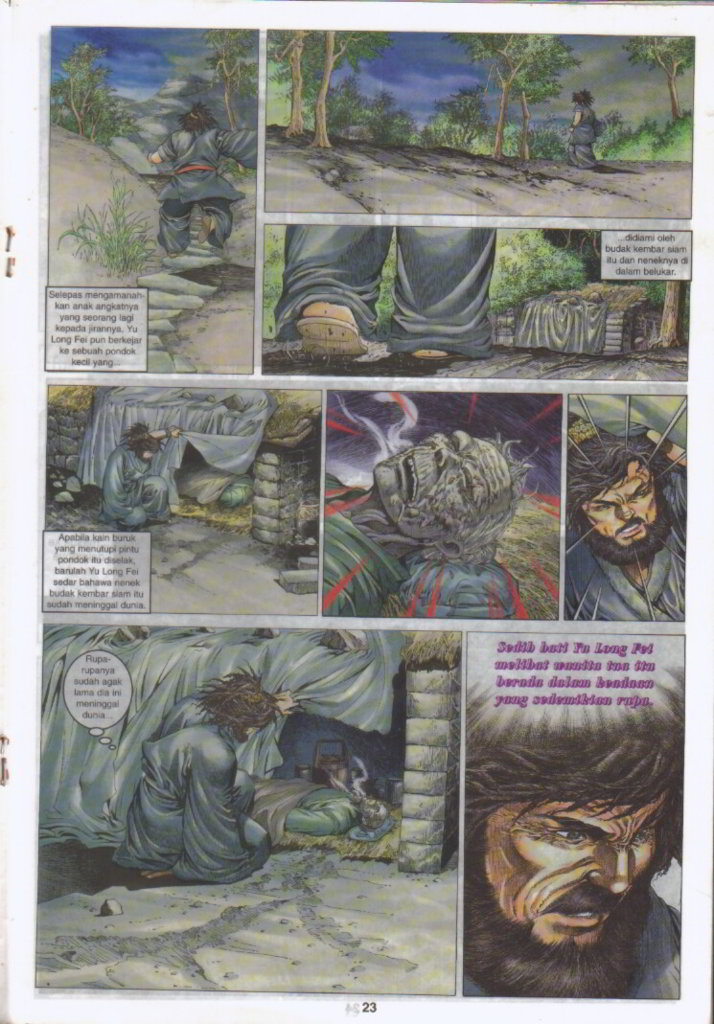 Selepas mengamanah-
kan anak angkatnya
yang seorang lagi
kepada jirannya, Yu
Long Fei pun berkejar
ke sebuah pondok
kecil yang...
...didiami oleh
budak kembar siam
itu dan neneknya di
dalam belukar.
Apabila kain buruk
yang menutupi pintu
pondok itu diselak,
barulah Yu Long Fei
sedar bahawa nenek
budak kembar siam itu
sudah meninggal dunia.
Rupa-
rupanya
sudah agak
lama dia ini
meninggal
dunia...
Sedih hati Yu Long Fei
melihat wanita tua itu
berada dalam keadaan
yang sedemikian rupa.
23